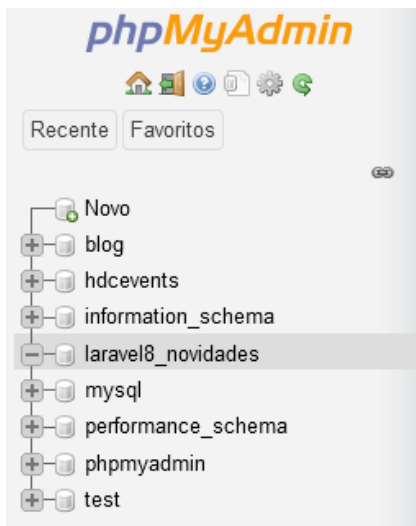 phpMyAdmin
Recente Favoritos
Novo
blog
hdcevents
information_schema
laravel8_novidades
mysql
performance_schema
phpmyadmin
test